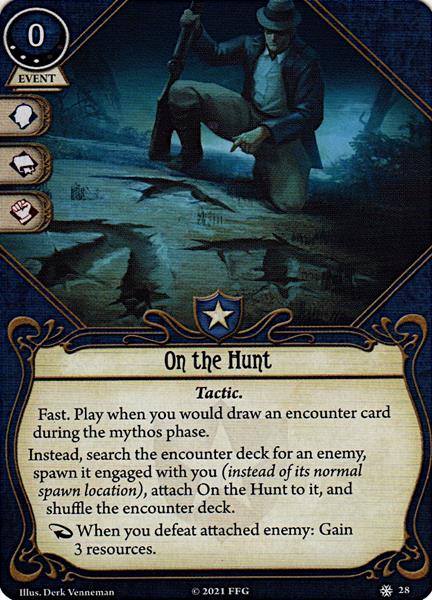 0
EVENT
On the Hunt
Tactic.
Fast. Play when you would draw an encounter card
during the mythos phase.
Instead, search the encounter deck for an enemy,
spawn it engaged with you (instead of its normal
spawn location), attach On the Hunt to it, and
shuffle the encounter deck.
When you defeat attached enemy: Gain
3 resources.
Illus. Derk Venneman
© 2021 FFG
28